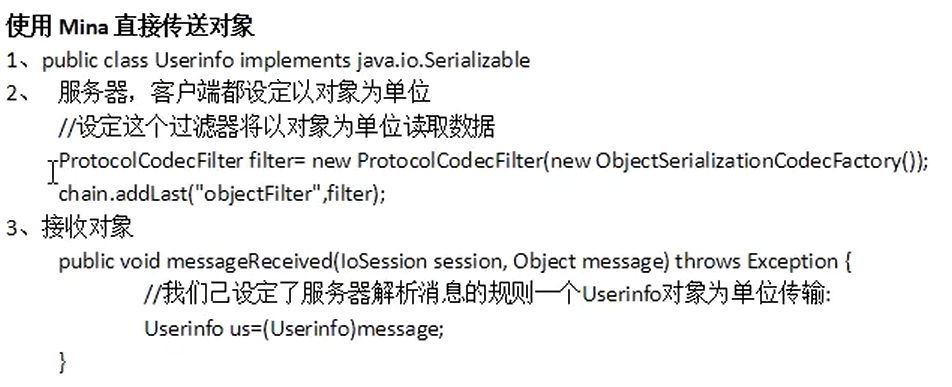 使用 Mina 直接传送对象
1、public class Userinfo implements java.io.Serializable
2、 服务器，客户端都设定以对象为单位
//设定这个过滤器将以对象为单位读取数据
ProtocolCodecFilter filter= new ProtocolCodecFilter(new ObjectSerializationCodecFactory());
chain.addLast("objectFilter",filter);
3、接收对象
public void messageReceived(IoSession session, Object message) throws Exception {
//我们己设定了服务器解析消息的规则一个Userinfo对象为单位传输:
Userinfo us=(Userinfo)message;
}